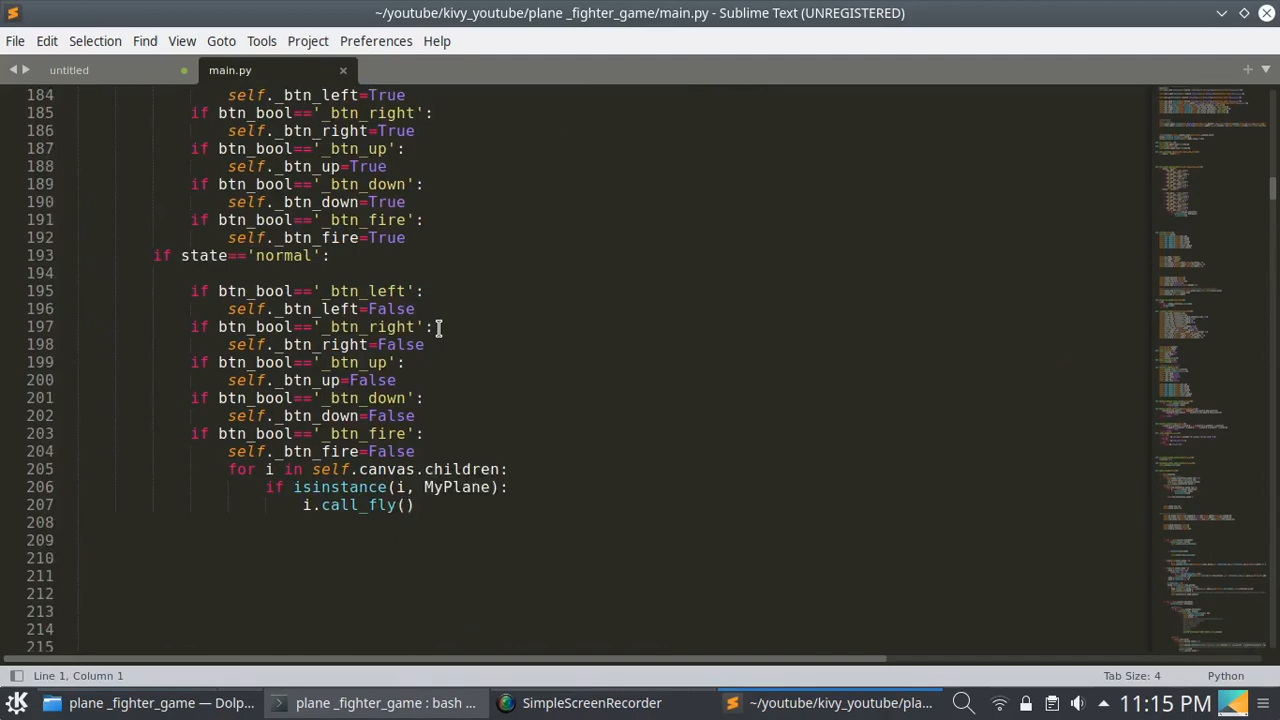 ~/youtube/kivy_youtube/plane _fighter_game/main.py - Sublime Text (UNREGISTERED)
File Edit Selection Find View Goto Tools Project Preferences Help
untitled main.py
184 self._btn_left=True
185 if btn_bool=='_btn_right':
186 self._btn_right=True
187 if btn_bool=='_btn_up':
188 self._btn_up=True
189 if btn_bool=='_btn_down':
190 self._btn_down=True
191 if btn_bool=='_btn_fire':
192 self._btn_fire=True
193 if state=='normal':
194
195 if btn_bool=='_btn_left':
196 self._btn_left=False
197 if btn_bool=='_btn_right':
198 self._btn_right=False
199 if btn_bool=='_btn_up':
200 self._btn_up=False
201 if btn_bool=='_btn_down':
202 self._btn_down=False
203 if btn_bool=='_btn_fire':
204 self._btn_fire=False
205 for i in self.canvas.children:
206 if isinstance(i, MyPlane):
207 i.call_fly()
208
209
210
211
212
213
214
215
Line 1, Column 1 Tab Size: 4 Python
plane _fighter_game — Dolp... plane _fighter_game : bash ... SimpleScreenRecorder ~/youtube/kivy_youtube/pla... 11:15 PM